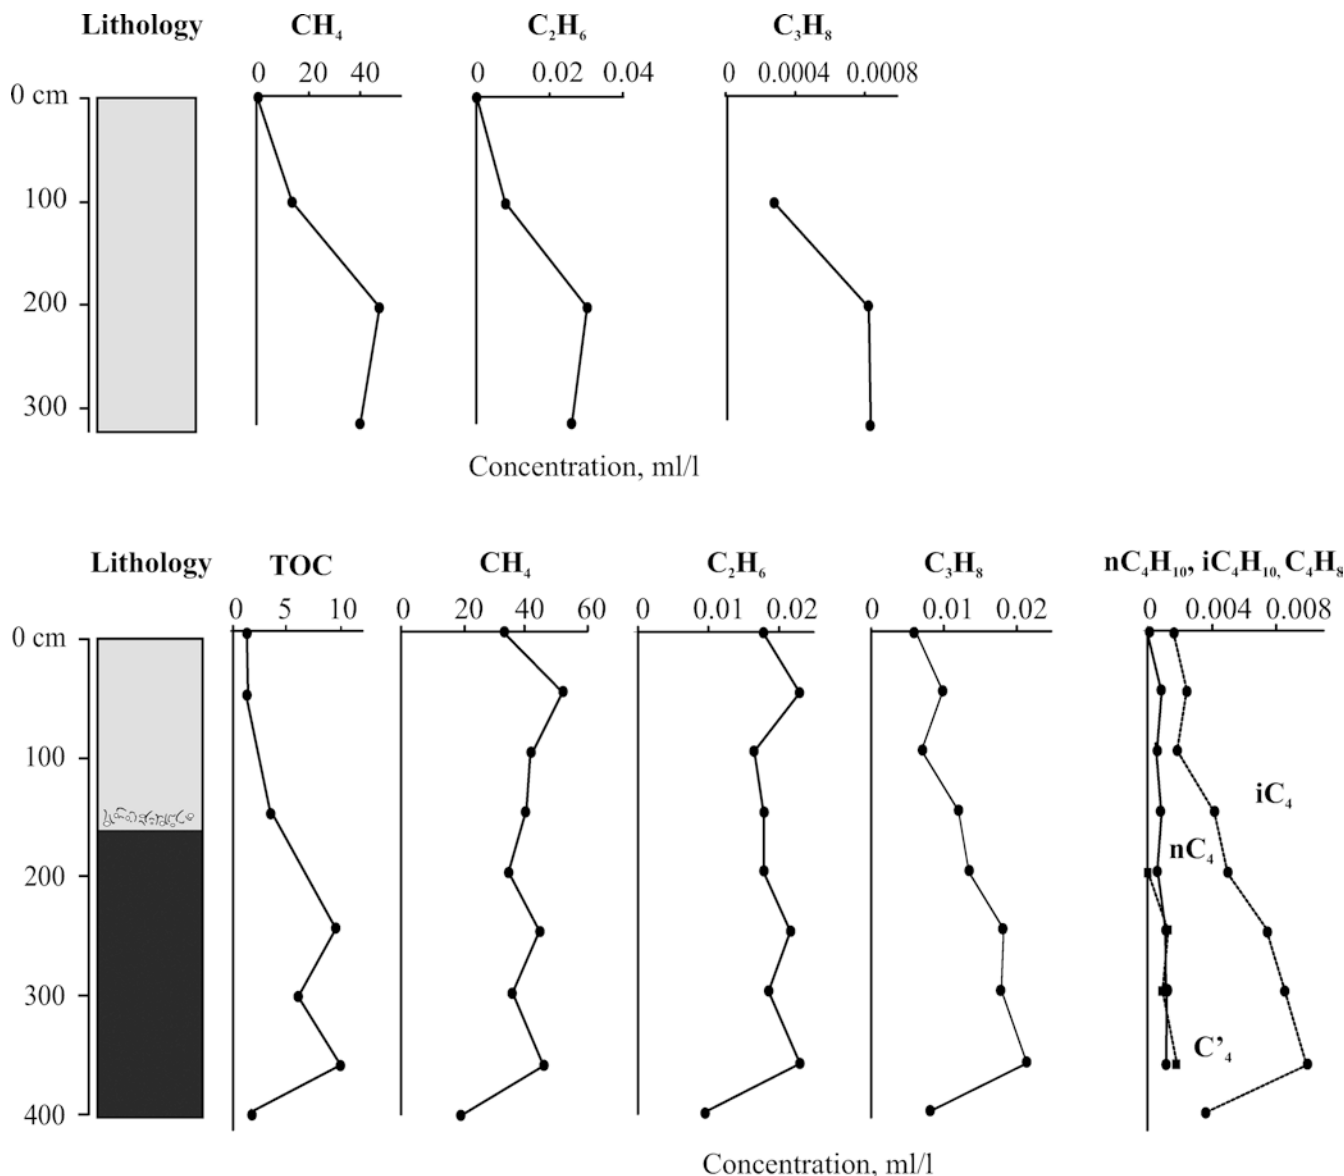 Lithology CH₄ C₂H₆ C₃H₈
0 20 40 0 0.02 0.04 0 0.0004 0.0008
0 cm
100
200
300
Concentration, ml/l
Lithology TOC CH₄ C₂H₆ C₃H₈ nC₄H₁₀, iC₄H₁₀, C₄H₈
0 5 10 0 20 40 60 0 0.01 0.02 0 0.01 0.02 0 0.004 0.008
0 cm
100
iC₄
nC₄
200
300
C’₄
400
Concentration, ml/l